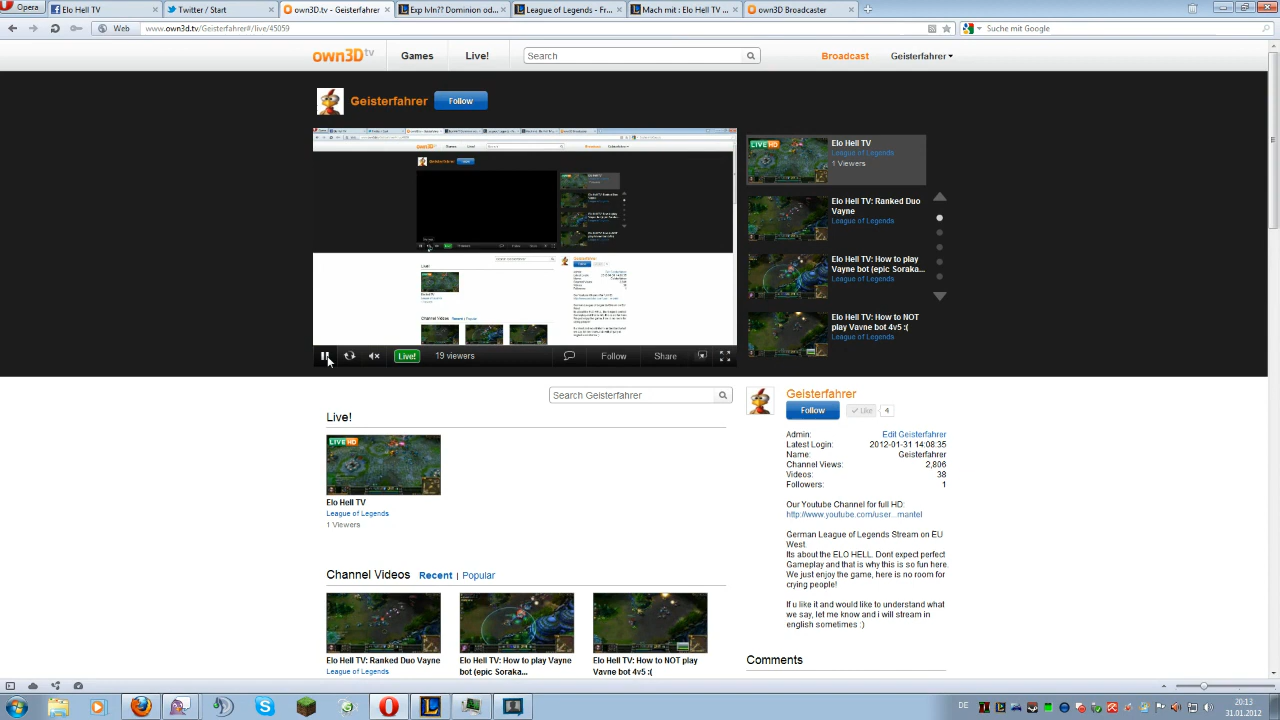 Opera
Elo Hell TV
Twitter / Start
own3D.tv - Geisterfahrer
Exp lvln?? Dominion od...
League of Legends - Fr...
Mach mit : Elo Hell TV ...
own3D Broadcaster
Web
www.own3d.tv/Geisterfahrer#/live/45059
Suche mit Google
own3D tv
Games
Live!
Search
Broadcast
Geisterfahrer
Geisterfahrer
Follow
LIVE HD
Elo Hell TV
League of Legends
1 Viewers
Elo Hell TV: Ranked Duo
Vayne
League of Legends
Elo Hell TV: How to play
Vayne bot (epic Soraka...
League of Legends
Elo Hell TV: How to NOT
play Vayne bot 4v5 :(
League of Legends
Live!
19 viewers
Follow
Share
Search Geisterfahrer
Live!
LIVE HD
Elo Hell TV
League of Legends
1 Viewers
Channel Videos Recent | Popular
Elo Hell TV: Ranked Duo Vayne
League of Legends
Elo Hell TV: How to play Vayne
bot (epic Soraka...
Elo Hell TV: How to NOT play
Vayne bot 4v5 :(
Geisterfahrer
Follow
Like
4
Admin: Edit Geisterfahrer
Latest Login: 2012-01-31 14:08:35
Name: Geisterfahrer
Channel Views: 2,806
Videos: 38
Followers: 1
Our Youtube Channel for full HD:
http://www.youtube.com/user...mantel
German League of Legends Stream on EU
West.
Its about the ELO HELL. Dont expect perfect
Gameplay and that is why this is so fun here.
We just enjoy the game, here is no room for
crying people!
If u like it and would like to understand what
we say, let me know and i will stream in
english sometimes :)
Comments
DE
20:13
31.01.2012